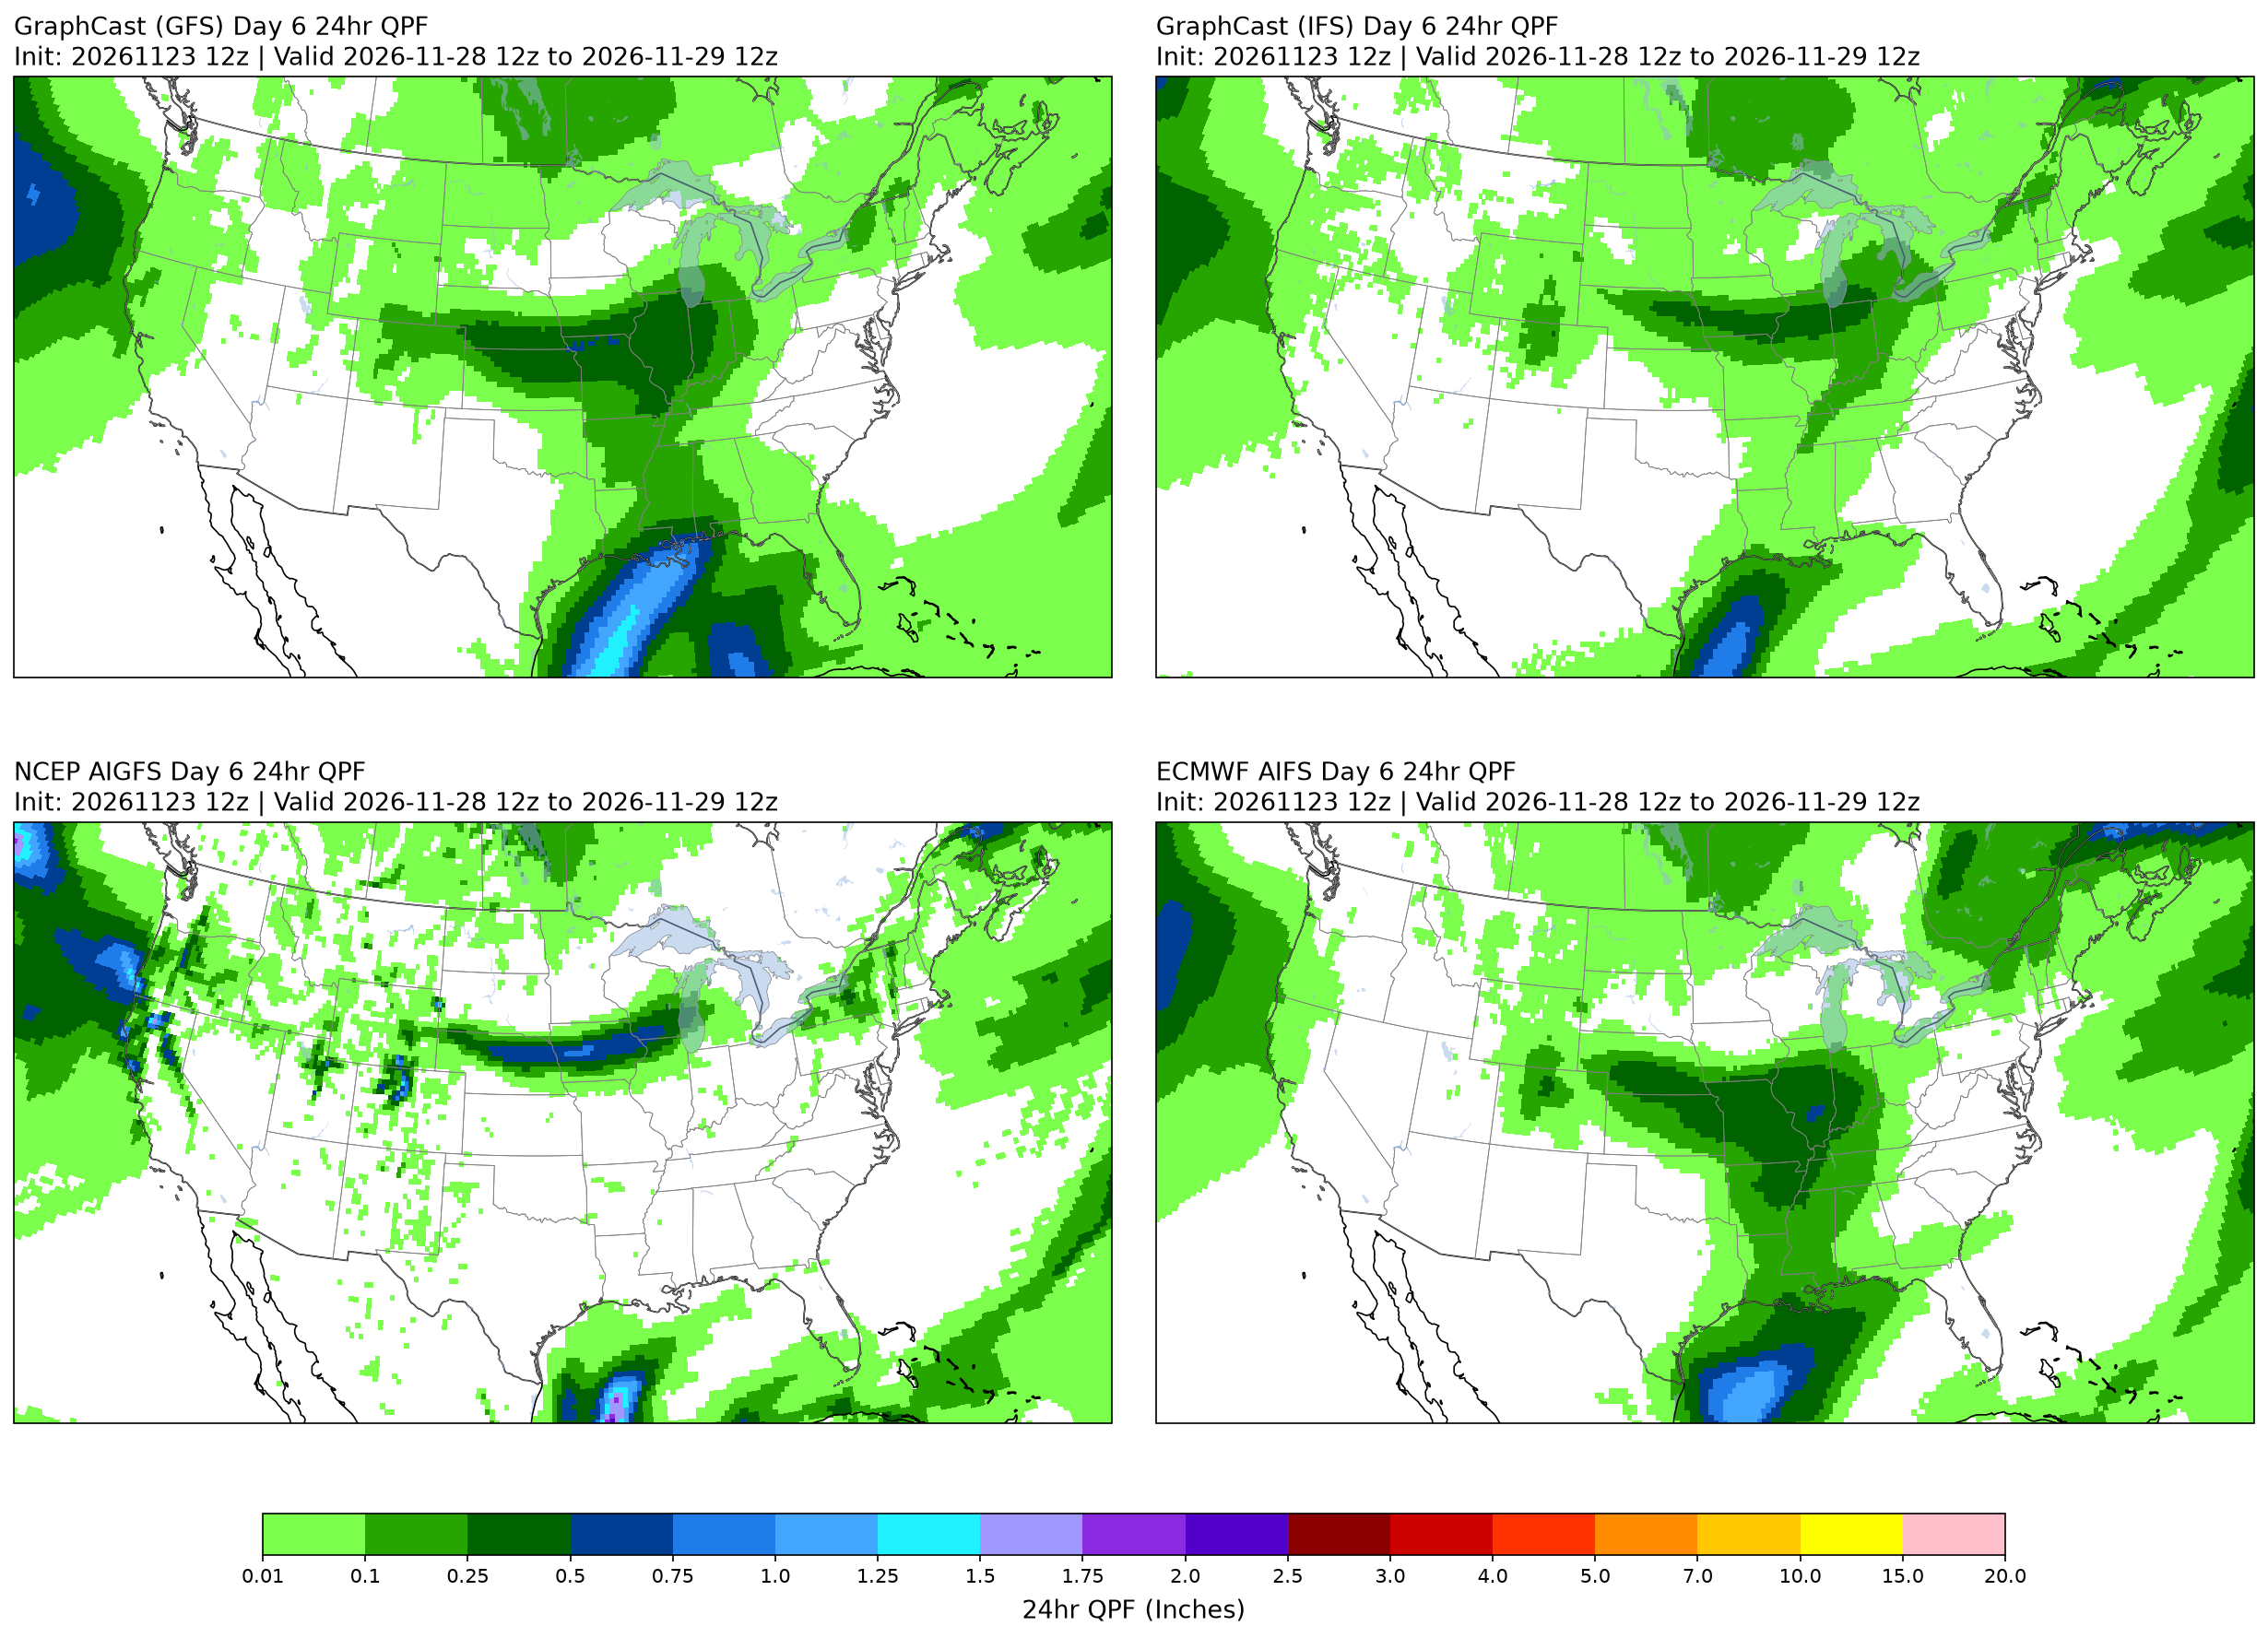 GraphCast (GFS) Day 6 24hr QPF
Init: 20261123 12z | Valid 2026-11-28 12z to 2026-11-29 12z
GraphCast (IFS) Day 6 24hr QPF
Init: 20261123 12z | Valid 2026-11-28 12z to 2026-11-29 12z
NCEP AIGFS Day 6 24hr QPF
Init: 20261123 12z | Valid 2026-11-28 12z to 2026-11-29 12z
ECMWF AIFS Day 6 24hr QPF
Init: 20261123 12z | Valid 2026-11-28 12z to 2026-11-29 12z
0.01 0.1 0.25 0.5 0.75 1.0 1.25 1.5 1.75 2.0 2.5 3.0 4.0 5.0 7.0 10.0 15.0 20.0
24hr QPF (Inches)